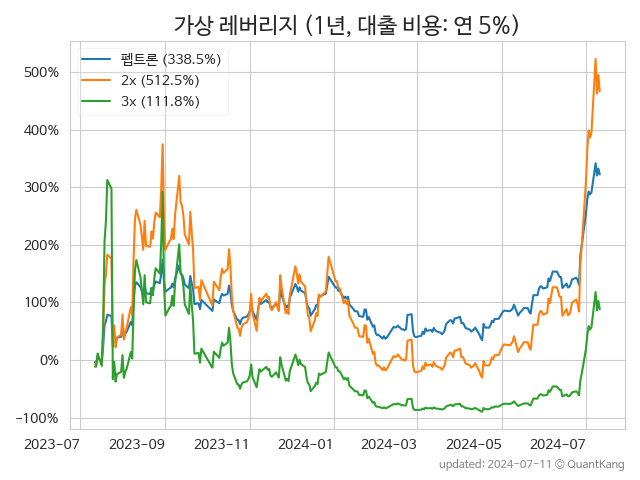 가상 레버리지 (1년, 대출 비용: 연 5%)
펩트론 (338.5%)
2x (512.5%)
3x (111.8%)
500%
400%
300%
200%
100%
0%
−100%
2023-07 2023-09 2023-11 2024-01 2024-03 2024-05 2024-07
updated: 2024-07-11 © QuantKang